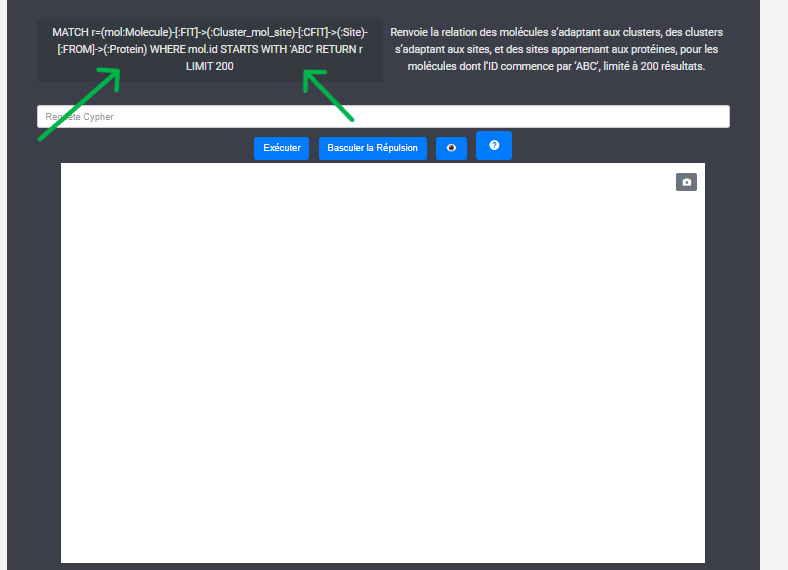 MATCH r=(mol:Molecule)-[:FIT]->(:Cluster_mol_site)-[:CFIT]->(:Site)-
[:FROM]->(:Protein) WHERE mol.id STARTS WITH 'ABC' RETURN r
LIMIT 200
Renvoie la relation des molécules s'adaptant aux clusters, des clusters
s'adaptant aux sites, et des sites appartenant aux protéines, pour les
molécules dont l'ID commence par 'ABC', limité à 200 résultats.
Requête Cypher
Exécuter
Basculer la Répulsion
?